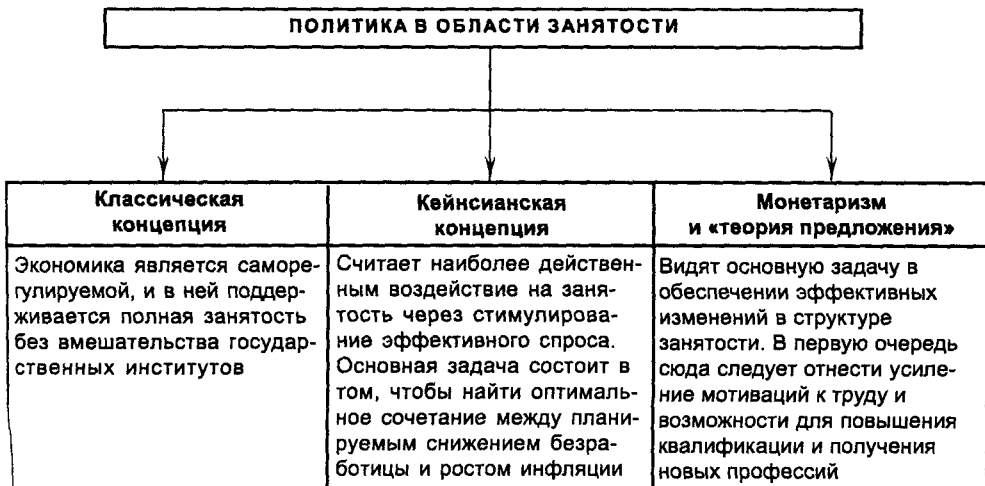 ПОЛИТИКА В ОБЛАСТИ ЗАНЯТОСТИ
Классическая
концепция
Экономика является саморе-
гулируемой, и в ней поддер-
живается полная занятость
без вмешательства государ-
ственных институтов
Кейнсианская
концепция
Считает наиболее действен-
ным воздействие на заня-
тость через стимулирова-
ние эффективного спроса.
Основная задача состоит в
том, чтобы найти оптималь-
ное сочетание между плани-
руемым снижением безра-
ботицы и ростом инфляции
Монетаризм
и «теория предложения»
Видят основную задачу в
обеспечении эффективных
изменений в структуре
занятости. В первую очередь
сюда следует отнести усиле-
ние мотиваций к труду и
возможности для повышения
квалификации и получения
новых профессий